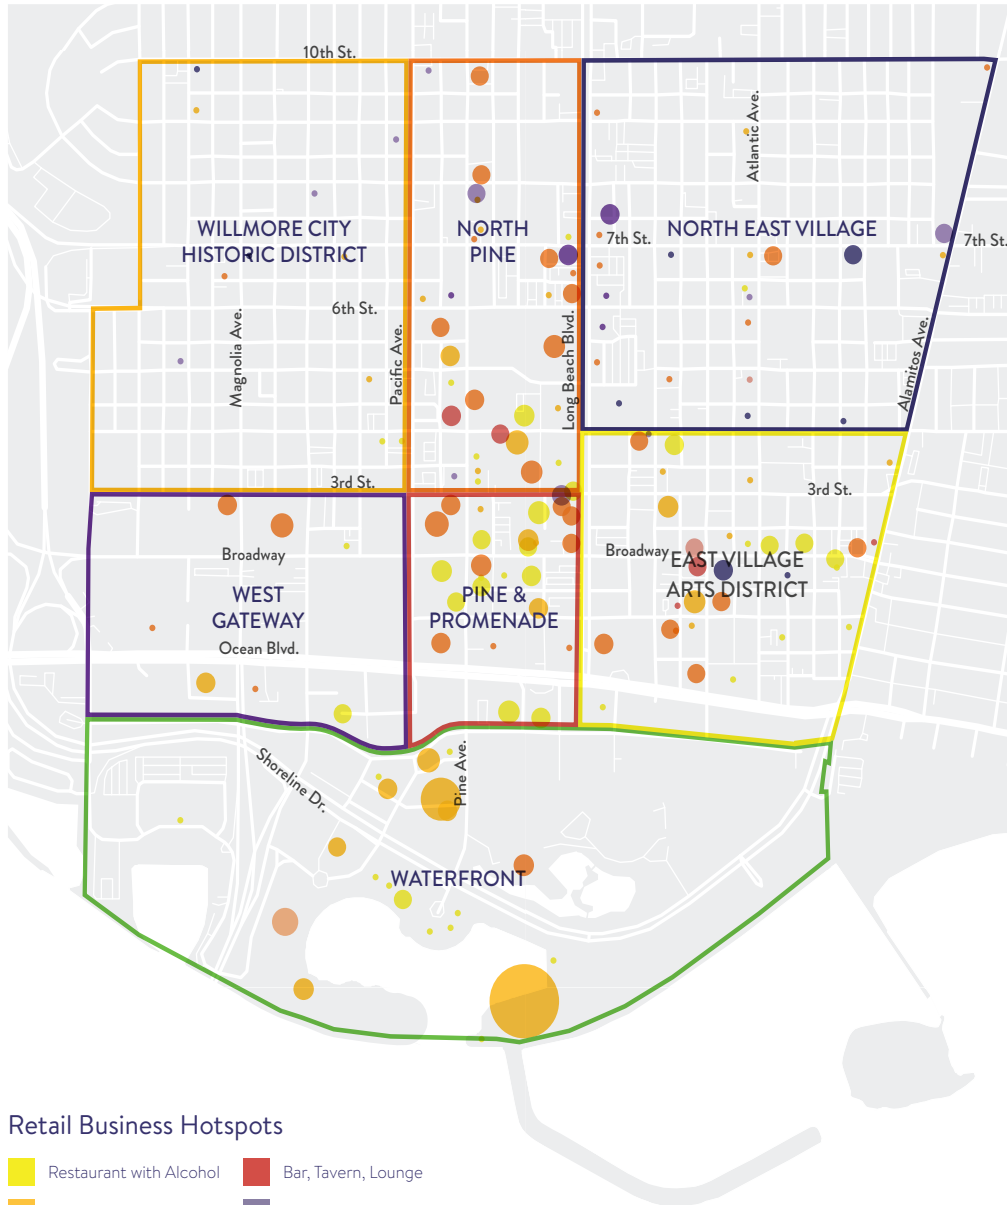 10th St.
Atlantic Ave.
WILLMORE CITY
HISTORIC DISTRICT
NORTH
PINE
NORTH EAST VILLAGE
7th St.
7th St.
6th St.
Magnolia Ave.
Pacific Ave.
Long Beach Blvd.
Alamitos Ave.
3rd St.
3rd St.
Broadway
Broadway
EAST VILLAGE
ARTS DISTRICT
WEST
GATEWAY
PINE &
PROMENADE
Ocean Blvd.
Shoreline Dr.
Pine Ave.
WATERFRONT
Retail Business Hotspots
Restaurant with Alcohol
Bar, Tavern, Lounge